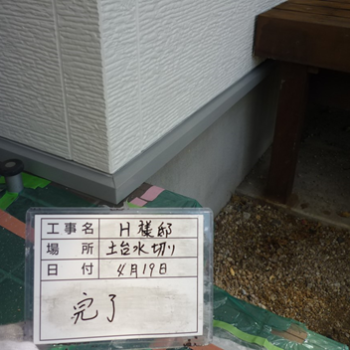 工事名 H様邸
場所 土台水切り
日付 4月19日
完了